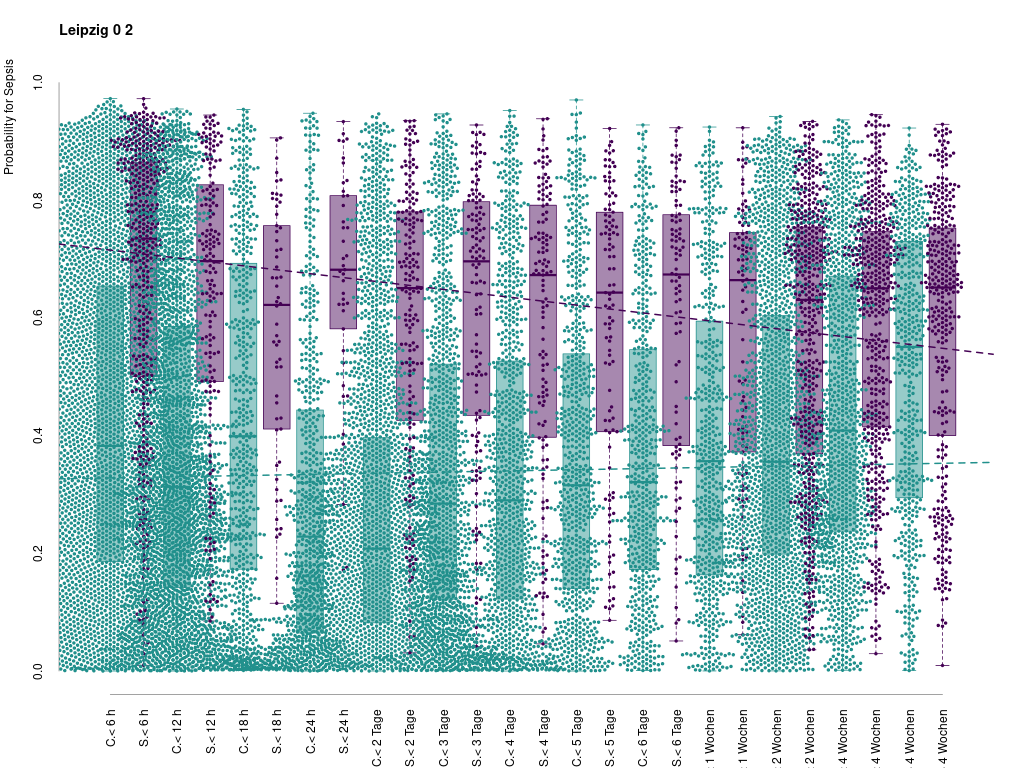 Leipzig 0 2
Probability for Sepsis
1.0
0.8
0.6
0.4
0.2
0.0
C.< 6 h
S.< 6 h
C.< 12 h
S.< 12 h
C.< 18 h
S.< 18 h
C.< 24 h
S.< 24 h
C.< 2 Tage
S.< 2 Tage
C.< 3 Tage
S.< 3 Tage
C.< 4 Tage
S.< 4 Tage
C.< 5 Tage
S.< 5 Tage
C.< 6 Tage
S.< 6 Tage
1 Wochen
1 Wochen
2 Wochen
2 Wochen
4 Wochen
4 Wochen
4 Wochen
4 Wochen